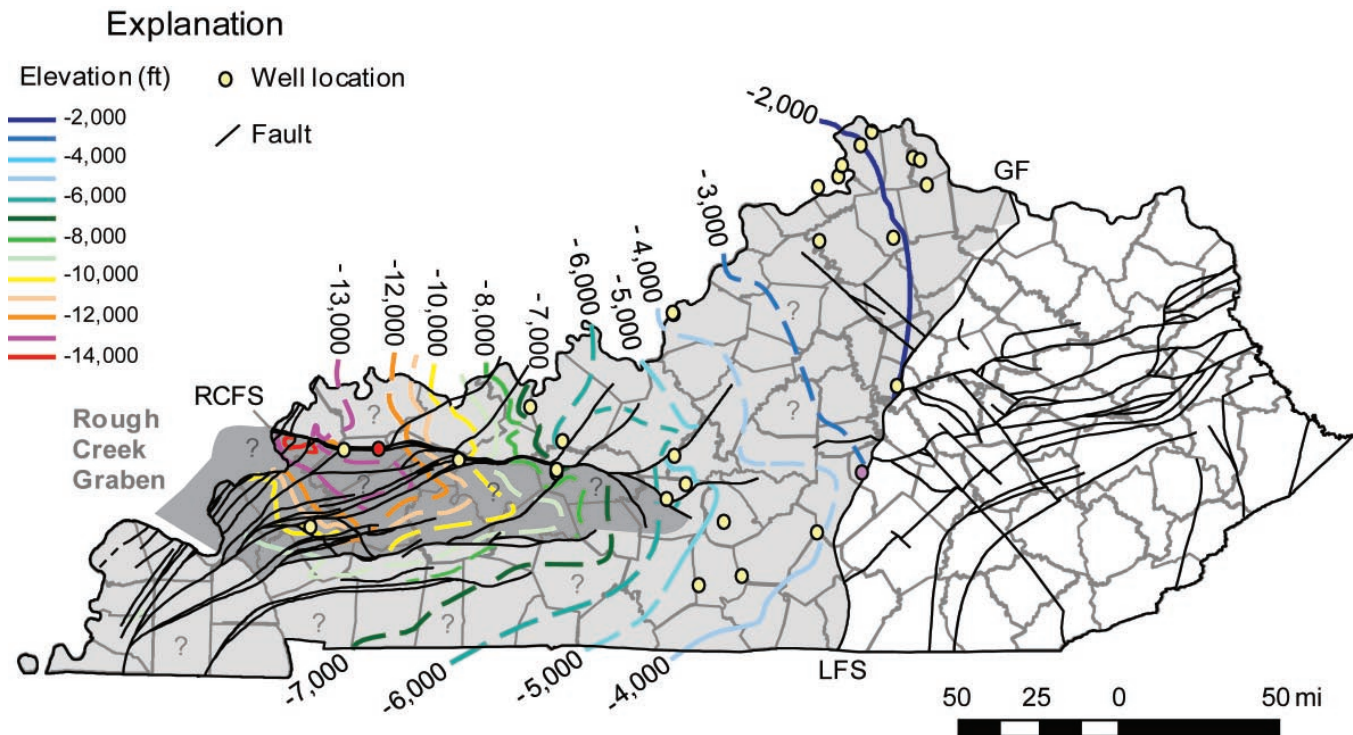 Explanation
Elevation (ft)
Well location
Fault
-2,000
-4,000
-6,000
-8,000
-10,000
-12,000
-14,000
-2,000
GF
-3,000
-4,000
-5,000
-6,000
-7,000
-8,000
-10,000
-12,000
-13,000
RCFS
Rough
Creek
Graben
?
?
?
?
?
?
?
?
?
?
?
-7,000
-6,000
-5,000
-4,000
LFS
50 25 0 50 mi